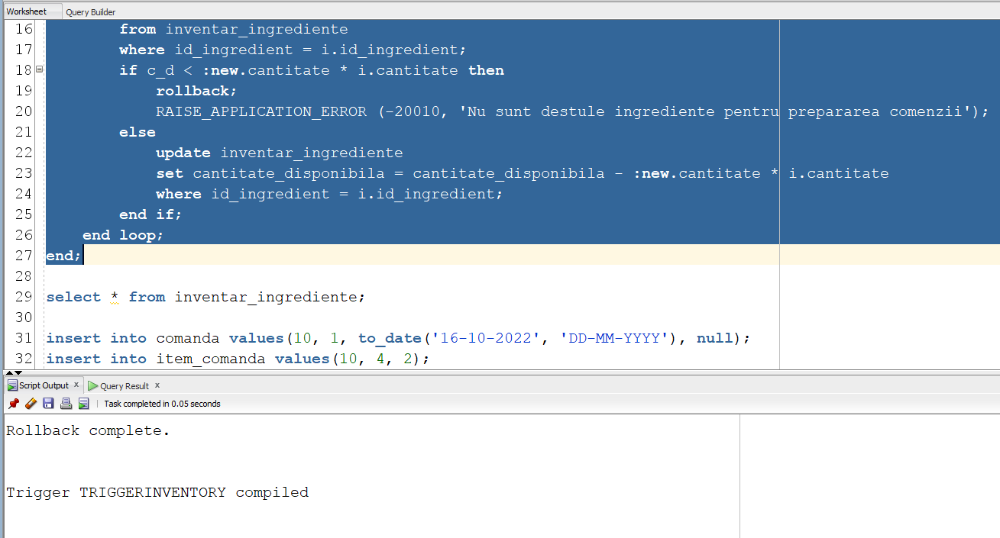 Worksheet Query Builder
16 from inventar_ingrediente
17 where id_ingredient = i.id_ingredient;
18 if c_d < :new.cantitate * i.cantitate then
19 rollback;
20 RAISE_APPLICATION_ERROR (-20010, 'Nu sunt destule ingrediente pentru prepararea comenzii');
21 else
22 update inventar_ingrediente
23 set cantitate_disponibila = cantitate_disponibila - :new.cantitate * i.cantitate
24 where id_ingredient = i.id_ingredient;
25 end if;
26 end loop;
27 end;
28
29 select * from inventar_ingrediente;
30
31 insert into comanda values(10, 1, to_date('16-10-2022', 'DD-MM-YYYY'), null);
32 insert into item_comanda values(10, 4, 2);
Script Output x Query Result x
Task completed in 0.05 seconds
Rollback complete.
Trigger TRIGGERINVENTORY compiled